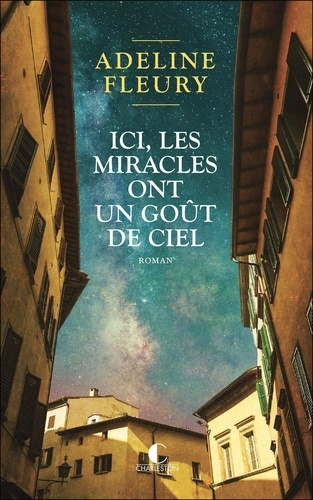 ADELINE
FLEURY
ICI, LES
MIRACLES
ONT
UN GOÛT
DE CIEL
ROMAN
CHARLESTON